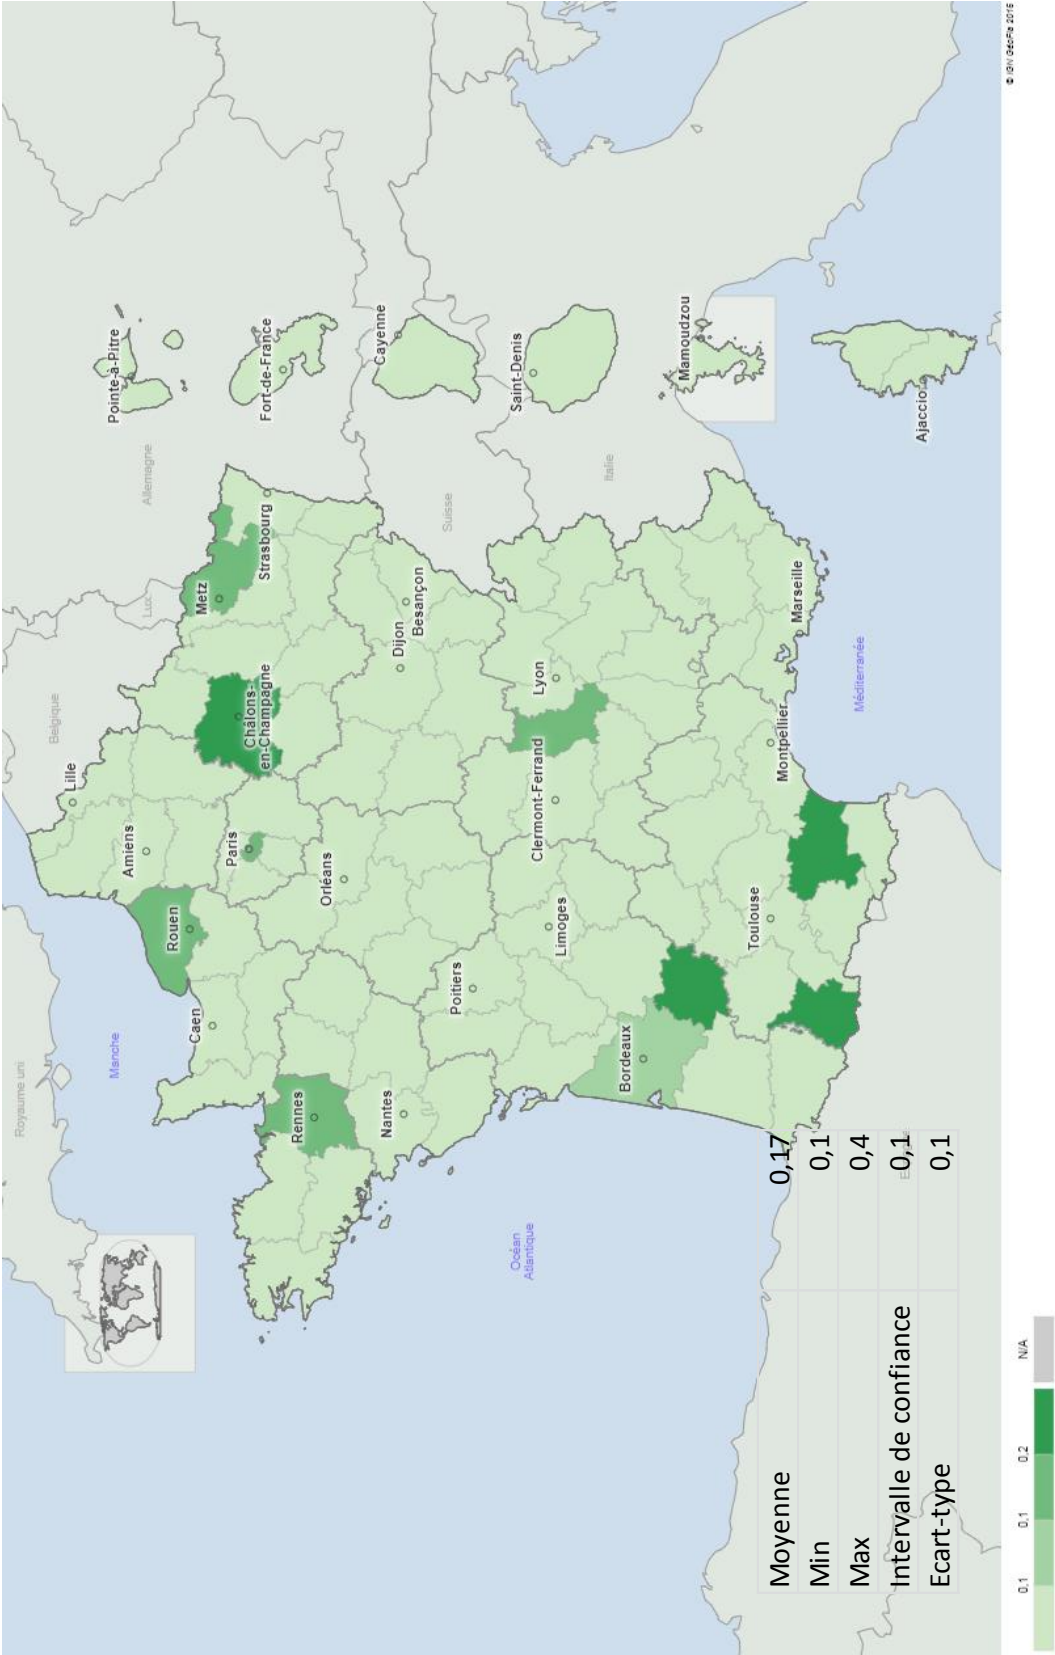 Royaume uni
Manche
Belgique
Lux.
Allemagne
Suisse
Italie
Océan
Atlantique
Méditerranée
Lille
Amiens
Rouen
Caen
Paris
Châlons-
en-Champagne
Metz
Strasbourg
Rennes
Nantes
Orléans
Dijon
Besançon
Poitiers
Limoges
Clermont-Ferrand
Lyon
Bordeaux
Toulouse
Montpellier
Marseille
Ajaccio
Pointe-à-Pitre
Fort-de-France
Cayenne
Saint-Denis
Mamoudzou
Moyenne 0,17
Min 0,1
Max 0,4
Intervalle de confiance 0,1
Ecart-type 0,1
0,1 0,1 0,2 N/A
© IGN GéoFla 2016